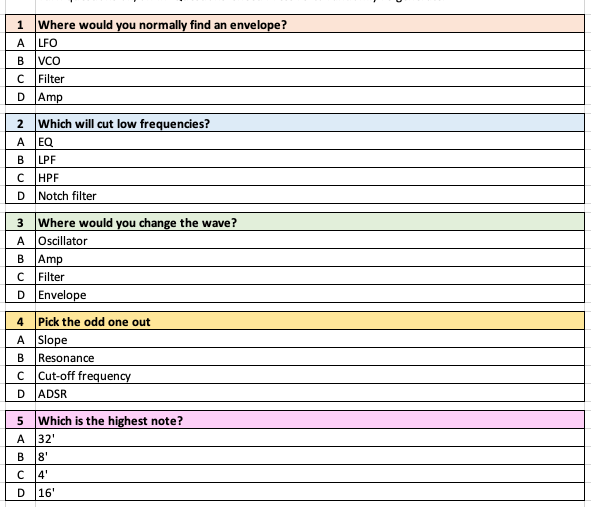 1 Where would you normally find an envelope?
A LFO
B VCO
C Filter
D Amp
2 Which will cut low frequencies?
A EQ
B LPF
C HPF
D Notch filter
3 Where would you change the wave?
A Oscillator
B Amp
C Filter
D Envelope
4 Pick the odd one out
A Slope
B Resonance
C Cut-off frequency
D ADSR
5 Which is the highest note?
A 32'
B 8'
C 4'
D 16'